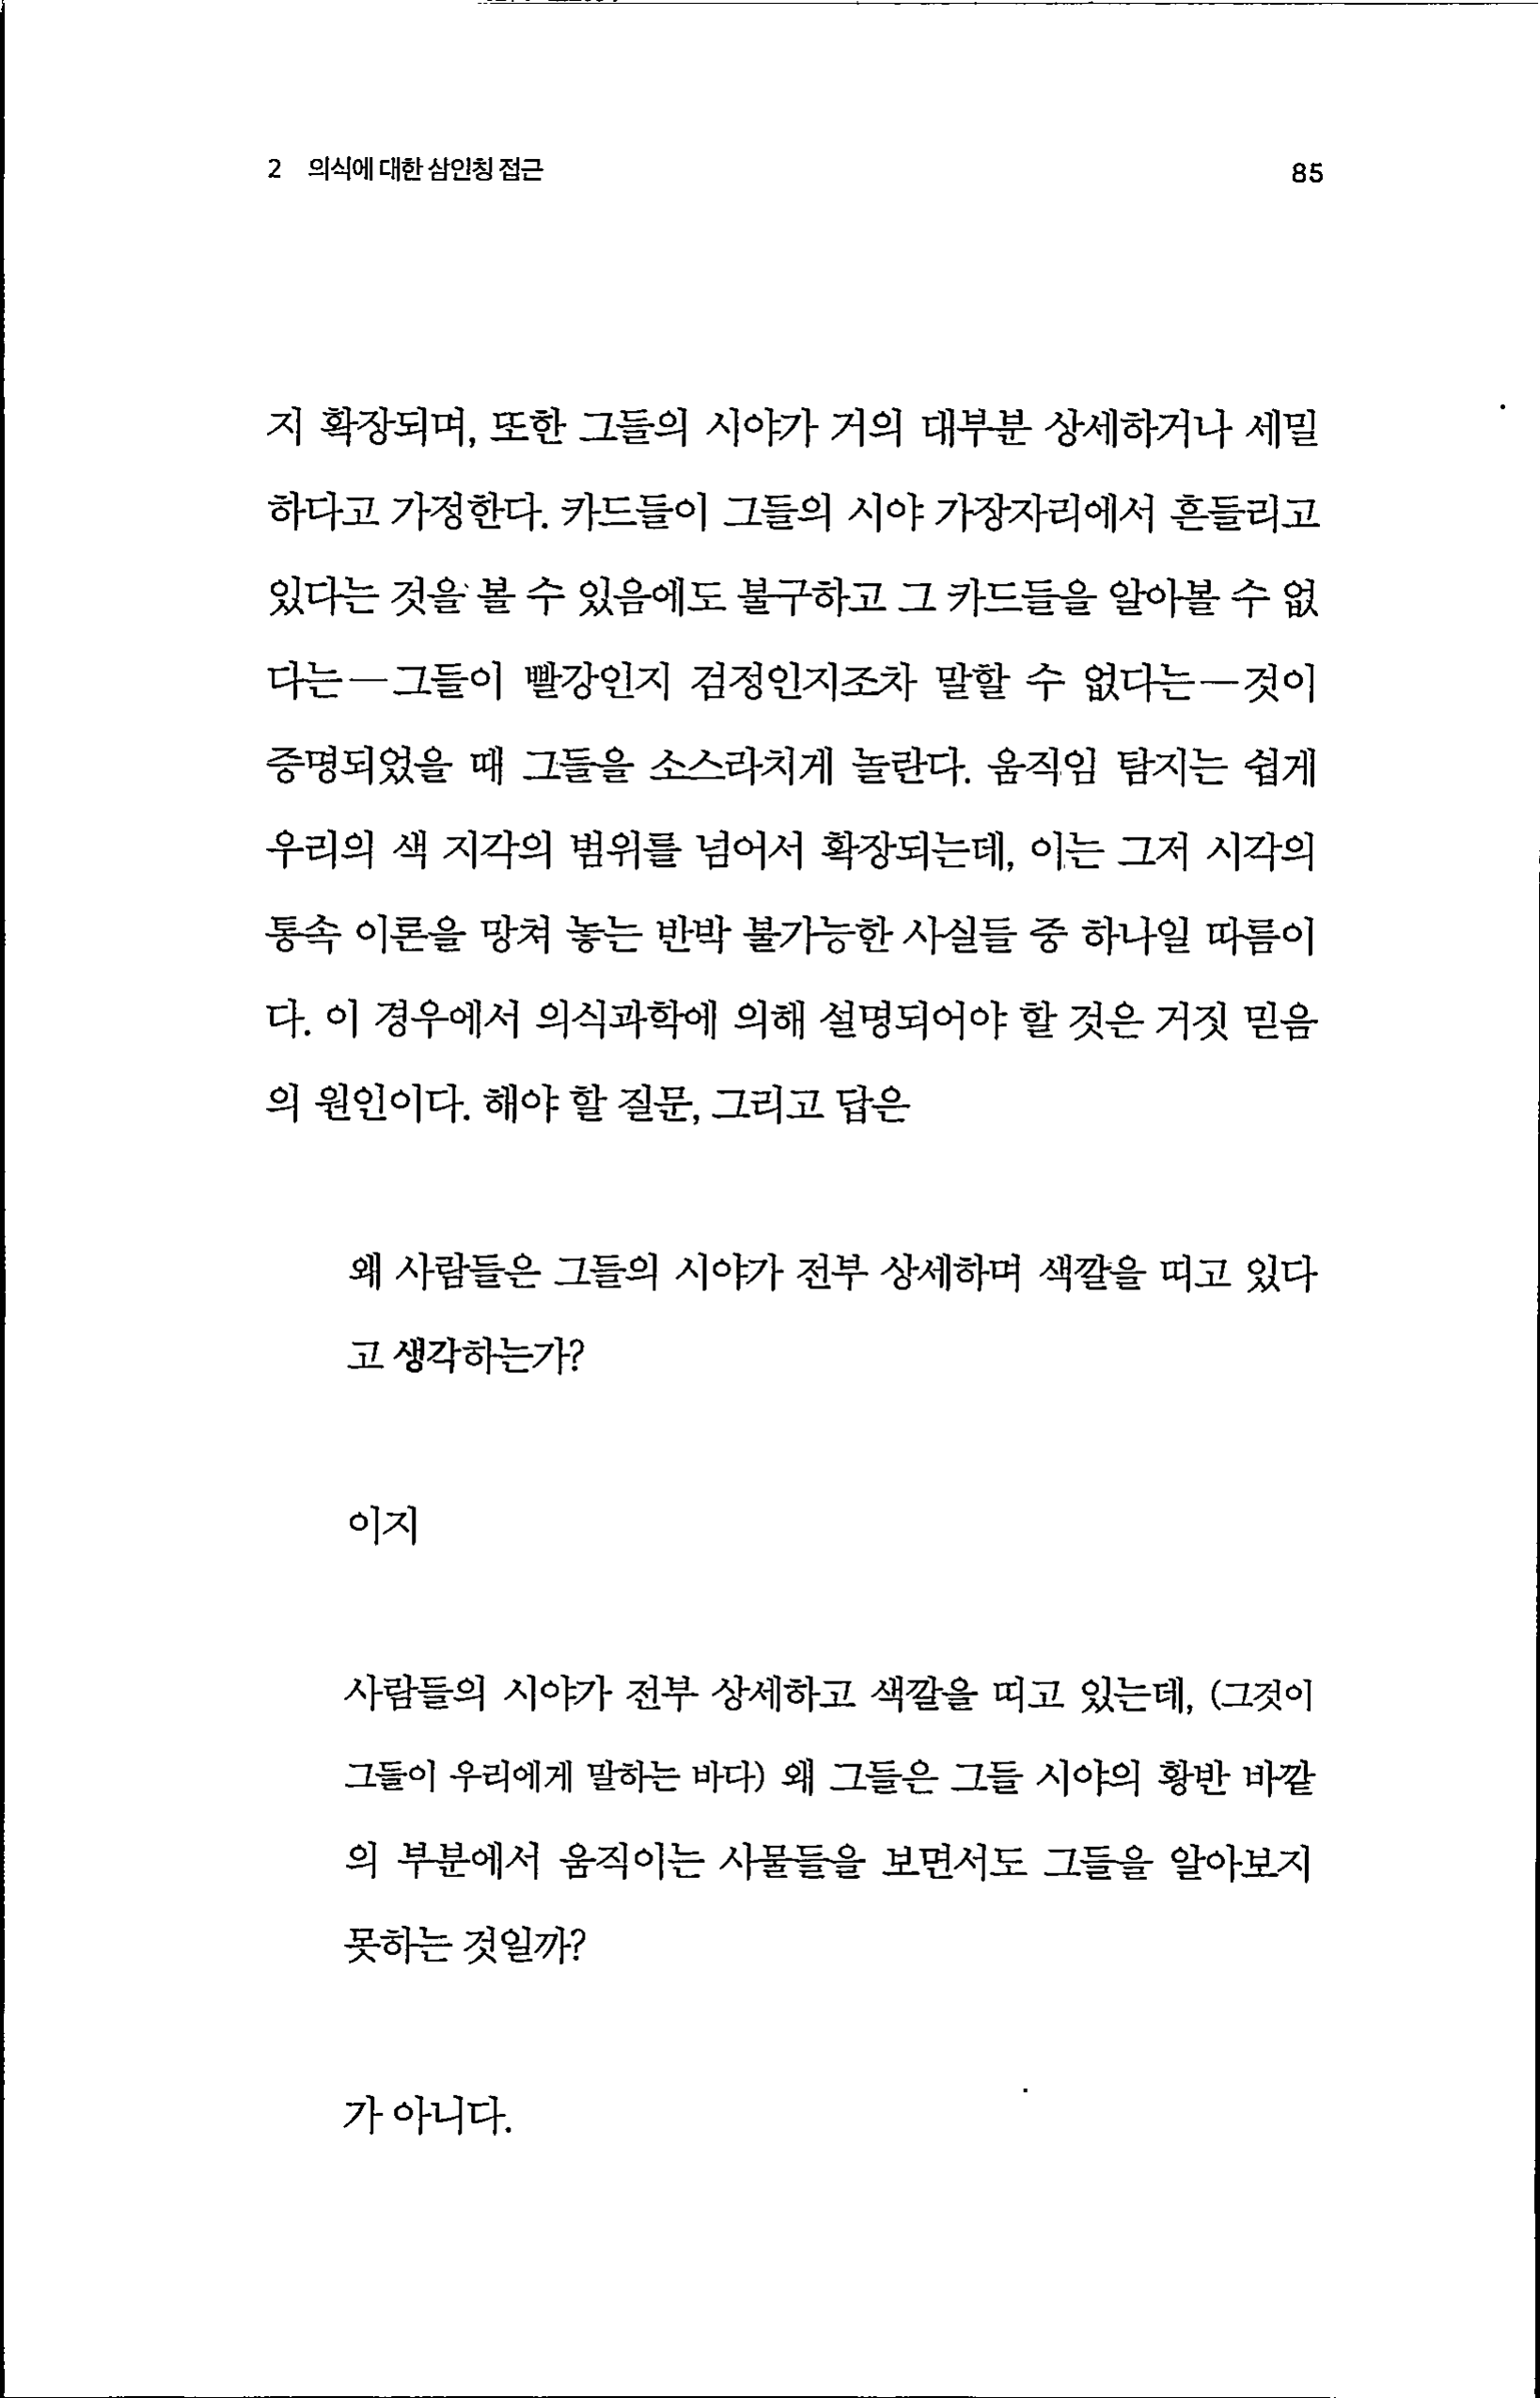 2 의식에 대한 삼인칭 접근 85
지 확장되며, 또한 그들의 시야가 거의 대부분 상세하거나 세밀
하다고 가정한다. 카드들이 그들의 시야 가장자리에서 흔들리고
있다는 것을 볼 수 있음에도 불구하고 그 카드들을 알아볼 수 없
다는—그들이 빨강인지 검정인지조차 말할 수 없다는—것이
증명되었을 때 그들을 소스라치게 놀란다. 움직임 탐지는 쉽게
우리의 색 지각의 범위를 넘어서 확장되는데, 이는 그저 시각의
통속 이론을 망쳐 놓는 반박 불가능한 사실들 중 하나일 따름이
다. 이 경우에서 의식과학에 의해 설명되어야 할 것은 거짓 믿음
의 원인이다. 해야 할 질문, 그리고 답은
왜 사람들은 그들의 시야가 전부 상세하며 색깔을 띠고 있다
고 생각하는가?
이지
사람들의 시야가 전부 상세하고 색깔을 띠고 있는데, (그것이
그들이 우리에게 말하는 바다) 왜 그들은 그들 시야의 황반 바깥
의 부분에서 움직이는 사물들을 보면서도 그들을 알아보지
못하는 것일까?
가 아니다.